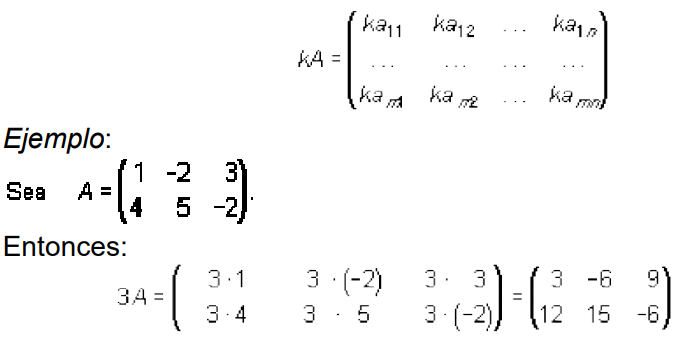 kA = ( ka11 ka12 ... ka1n
... ... ... ...
kam1 kam2 ... kamn )
Ejemplo:
Sea A = ( 1 -2 3
4 5 -2 ).
Entonces:
3A = ( 3 · 1 3 · (-2) 3 · 3
3 · 4 3 · 5 3 · (-2) ) = ( 3 -6 9
12 15 -6 )